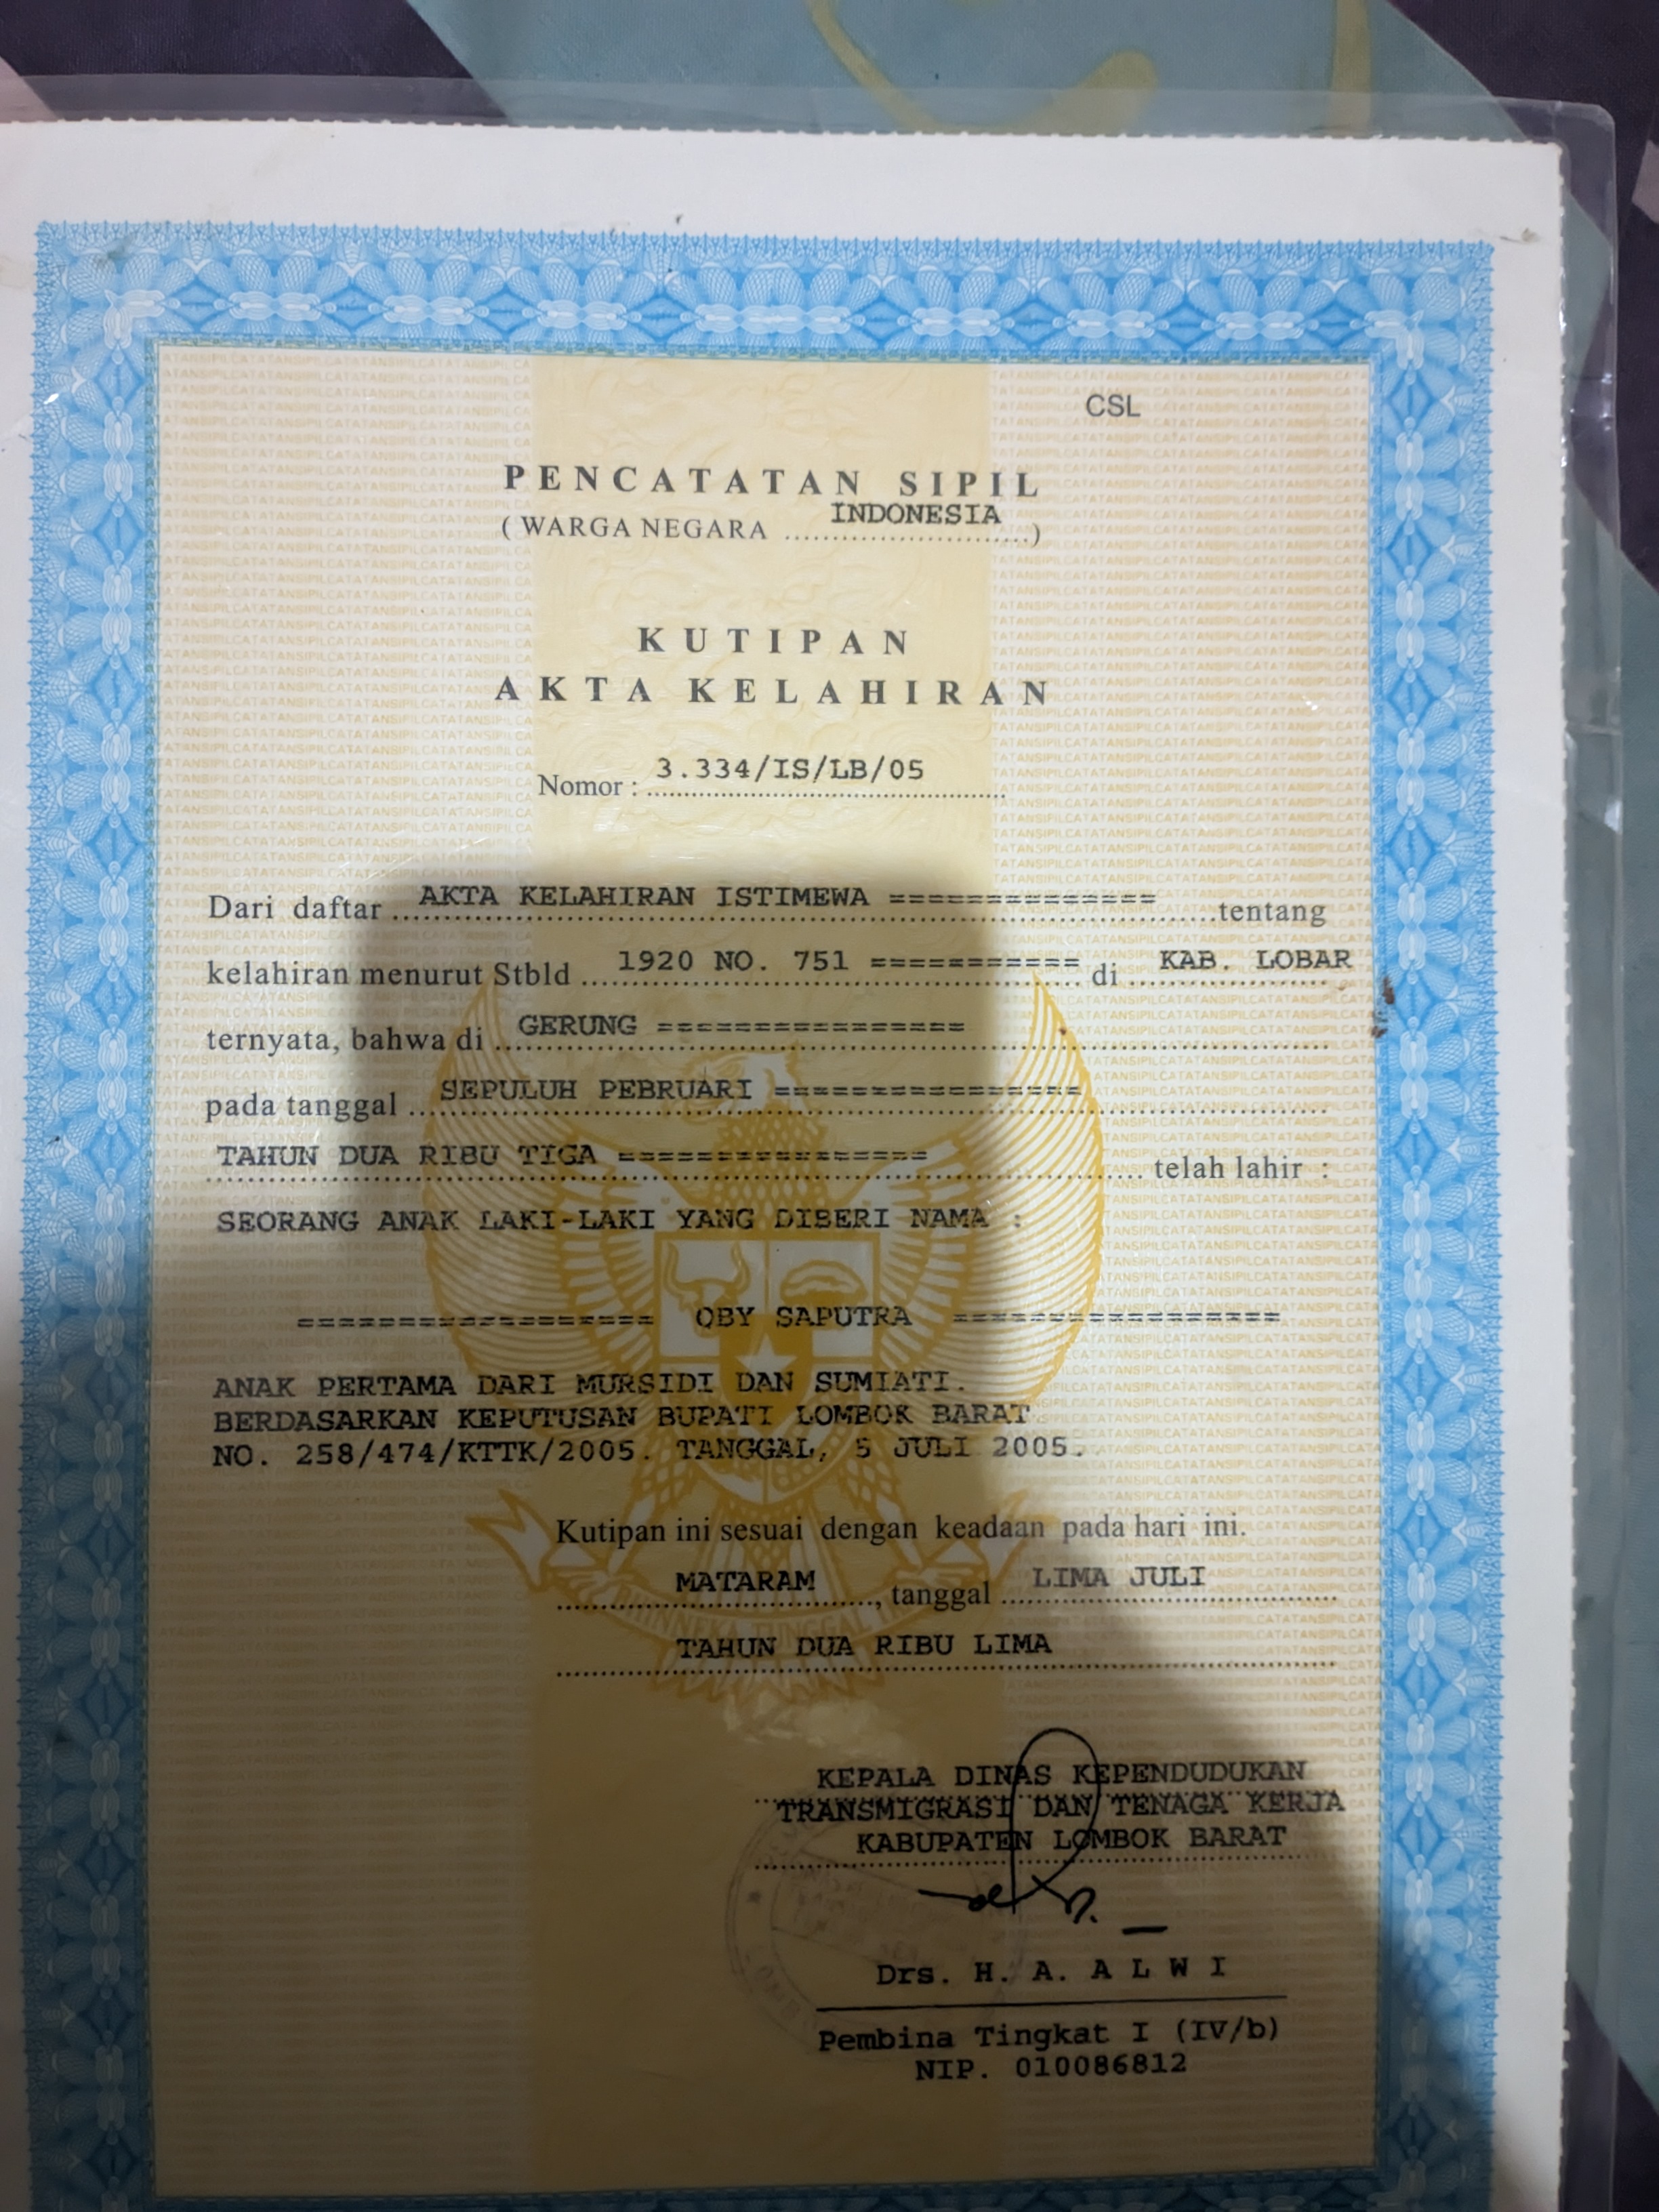 CSL
PENCATATAN SIPIL
( WARGA NEGARA INDONESIA )
KUTIPAN
AKTA KELAHIRAN
Nomor : 3.334/IS/LB/05
Dari daftar AKTA KELAHIRAN ISTIMEWA ============== tentang
kelahiran menurut Stbld 1920 NO. 751 =========== di KAB. LOBAR
ternyata, bahwa di GERUNG ================
pada tanggal SEPULUH PEBRUARI ================
TAHUN DUA RIBU TIGA ================ telah lahir :
SEORANG ANAK LAKI-LAKI YANG DIBERI NAMA :
================== OBY SAPUTRA =================
ANAK PERTAMA DARI MURSIDI DAN SUMIATI.
BERDASARKAN KEPUTUSAN BUPATI LOMBOK BARAT
NO. 258/474/KTTK/2005. TANGGAL, 5 JULI 2005.
Kutipan ini sesuai dengan keadaan pada hari ini.
MATARAM, tanggal LIMA JULI
TAHUN DUA RIBU LIMA
KEPALA DINAS KEPENDUDUKAN
TRANSMIGRASI DAN TENAGA KERJA
KABUPATEN LOMBOK BARAT
Drs. H. A. A L W I
Pembina Tingkat I (IV/b)
NIP. 010086812